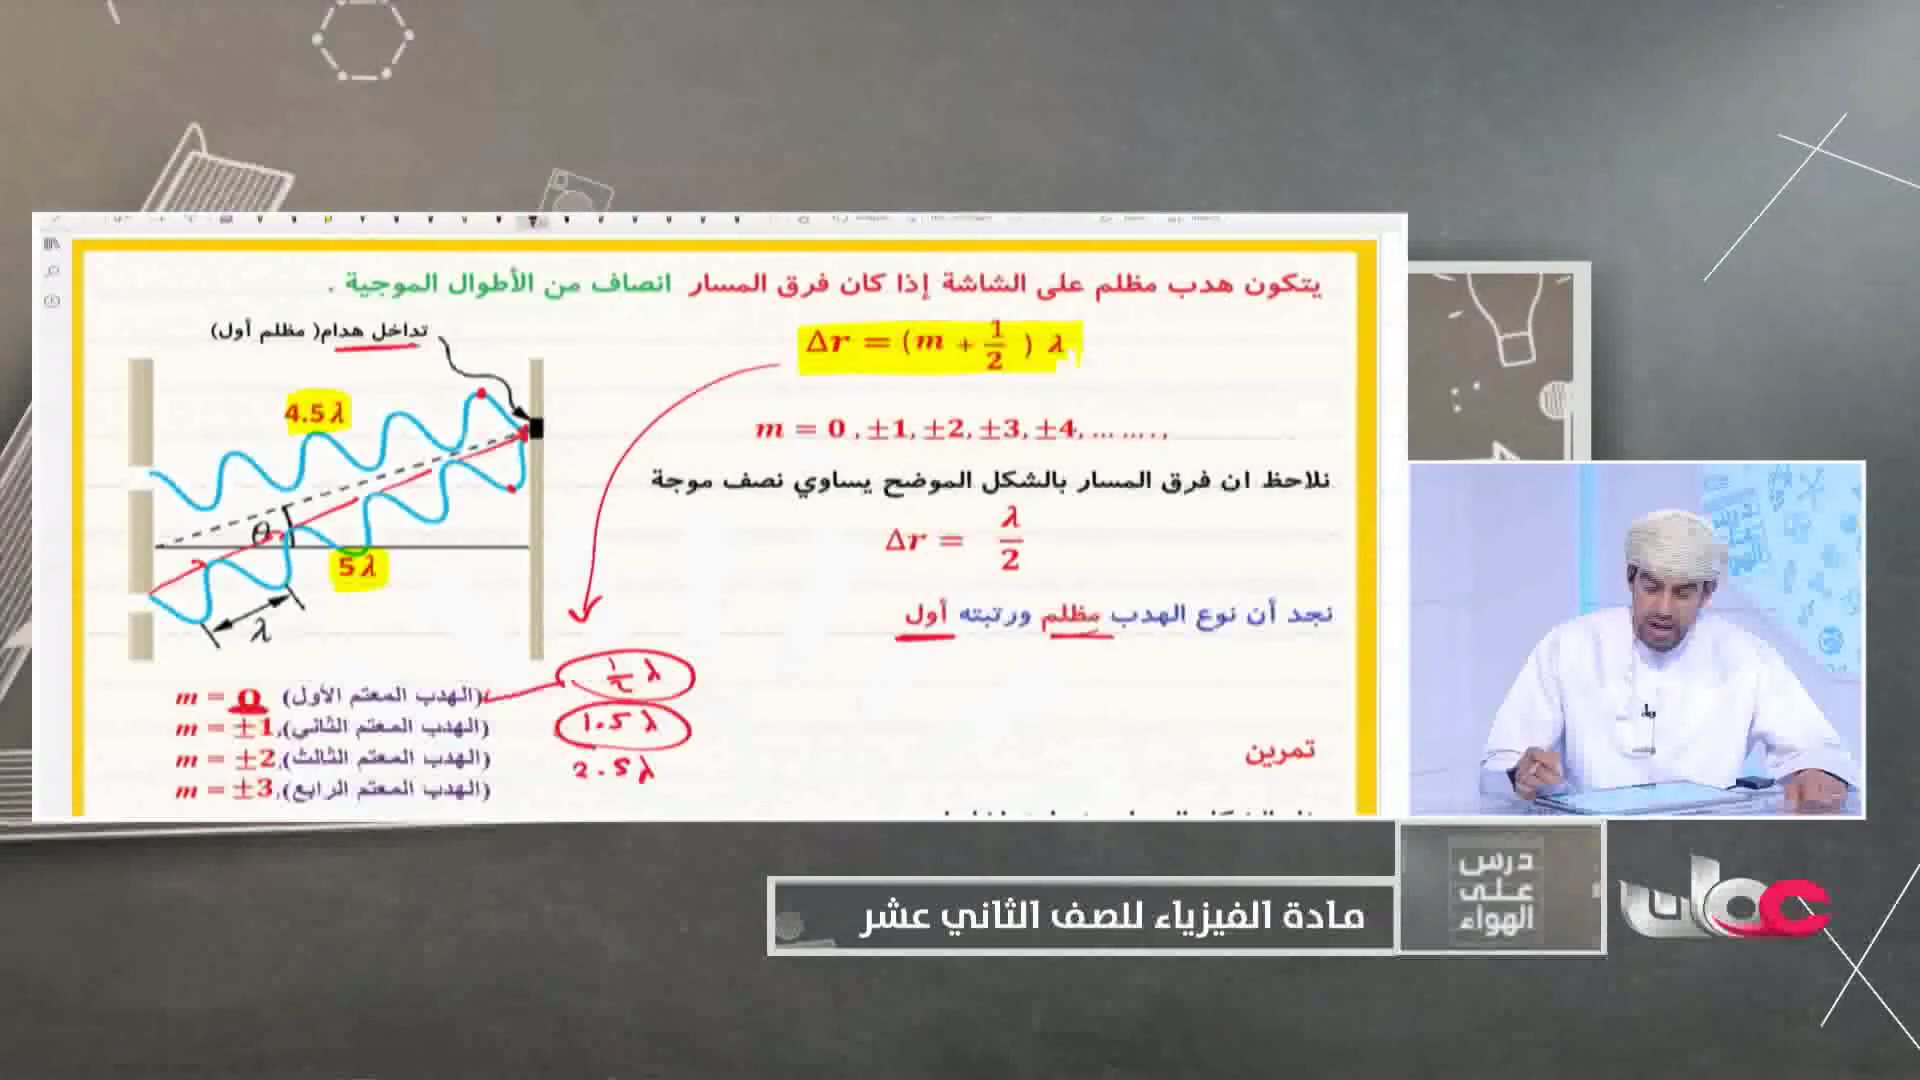 يتكون هدب مظلم على الشاشة إذا كان فرق المسار انصاف من الأطوال الموجية .
تداخل هدام( مظلم أول)
Δr = (m + 1/2 ) λ
4.5 λ
m = 0 , ±1, ±2, ±3, ±4, ... ... . ,
نلاحظ ان فرق المسار بالشكل الموضح يساوي نصف موجة
θ
Δr = λ/2
5 λ
نجد أن نوع الهدب مظلم ورتبته أول
λ
1/2 λ
m = 0 (الهدب المعتم الأول)
1.5 λ
m = ±1,(الهدب المعتم الثاني)
m = ±2,(الهدب المعتم الثالث)
2.5 λ
تمرين
m = ±3,(الهدب المعتم الرابع)
درس
على
الهواء
مادة الفيزياء للصف الثاني عشر